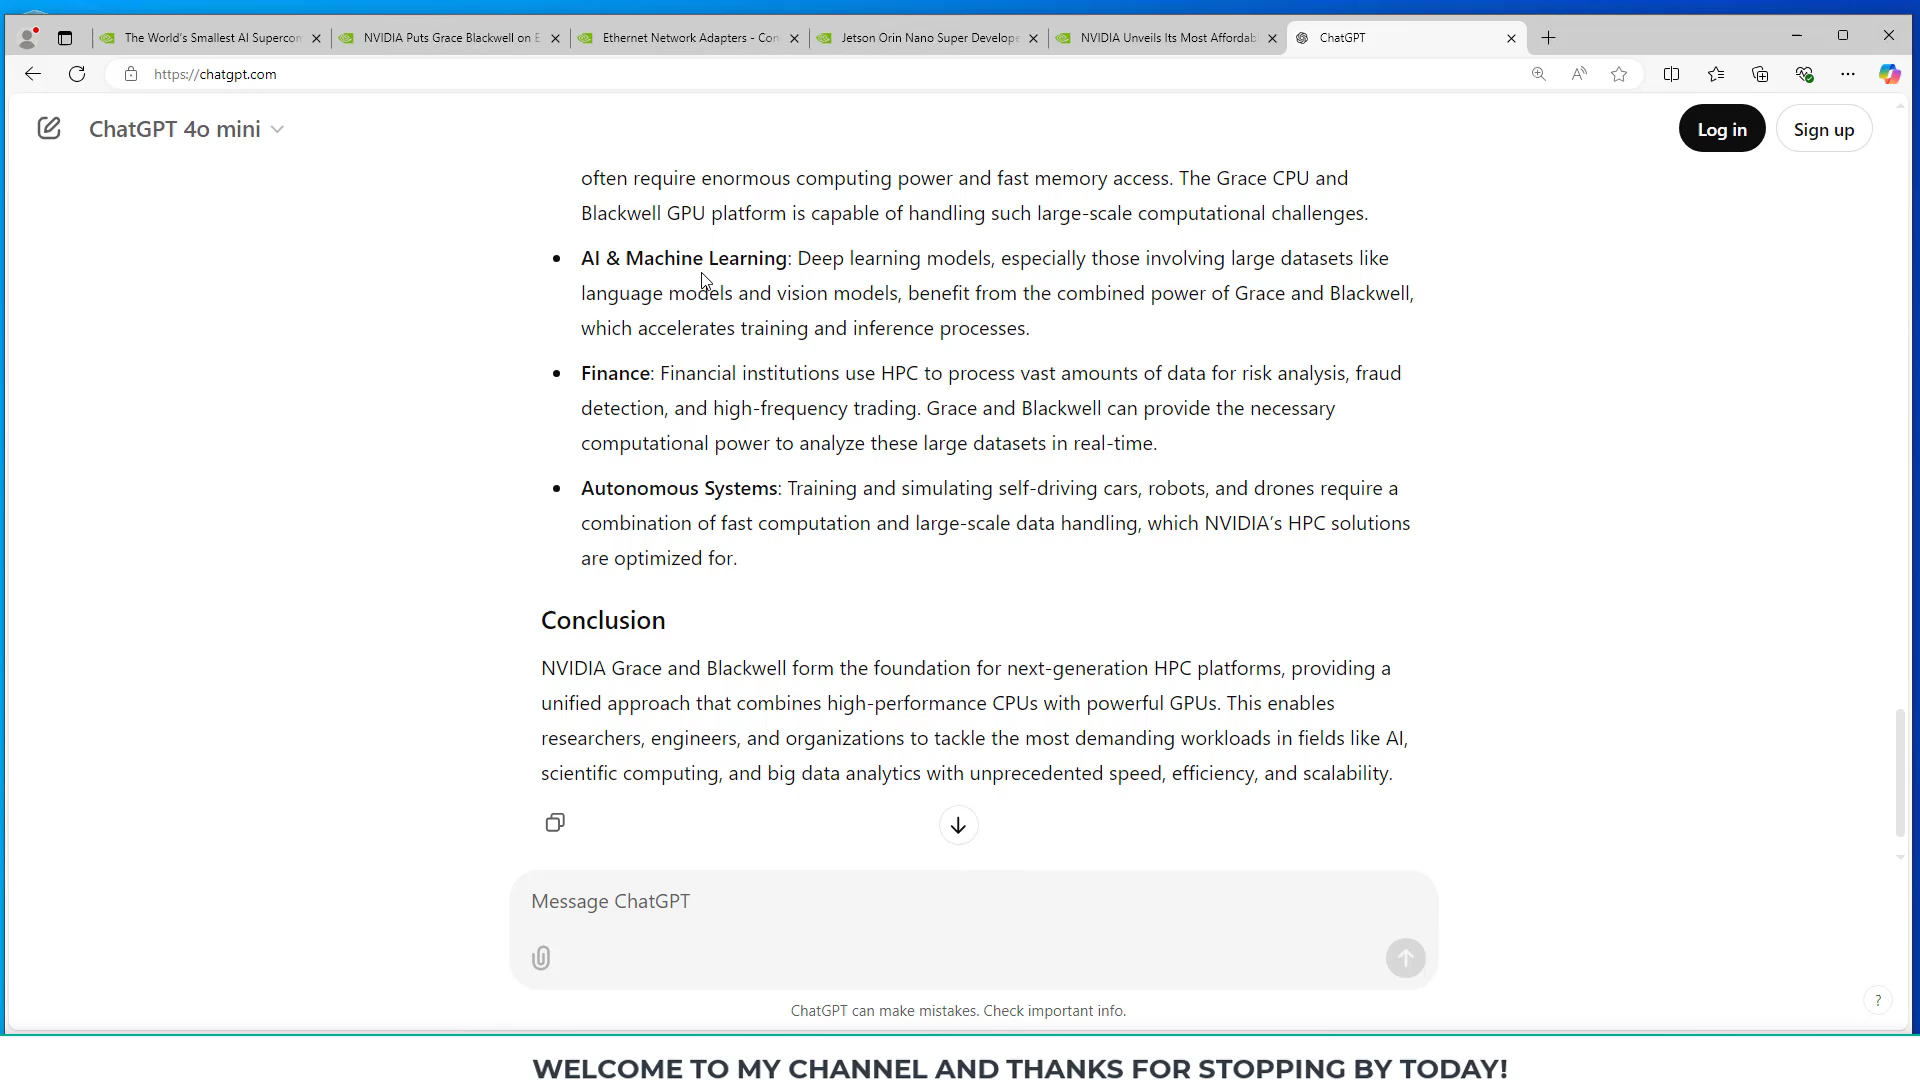 The World's Smallest AI Supercom
NVIDIA Puts Grace Blackwell on E
Ethernet Network Adapters - Con
Jetson Orin Nano Super Develope
NVIDIA Unveils Its Most Affordab
ChatGPT
https://chatgpt.com
ChatGPT 4o mini
Log in
Sign up
often require enormous computing power and fast memory access. The Grace CPU and
Blackwell GPU platform is capable of handling such large-scale computational challenges.
• AI & Machine Learning: Deep learning models, especially those involving large datasets like
language models and vision models, benefit from the combined power of Grace and Blackwell,
which accelerates training and inference processes.
• Finance: Financial institutions use HPC to process vast amounts of data for risk analysis, fraud
detection, and high-frequency trading. Grace and Blackwell can provide the necessary
computational power to analyze these large datasets in real-time.
• Autonomous Systems: Training and simulating self-driving cars, robots, and drones require a
combination of fast computation and large-scale data handling, which NVIDIA's HPC solutions
are optimized for.
Conclusion
NVIDIA Grace and Blackwell form the foundation for next-generation HPC platforms, providing a
unified approach that combines high-performance CPUs with powerful GPUs. This enables
researchers, engineers, and organizations to tackle the most demanding workloads in fields like AI,
scientific computing, and big data analytics with unprecedented speed, efficiency, and scalability.
Message ChatGPT
ChatGPT can make mistakes. Check important info.
?
WELCOME TO MY CHANNEL AND THANKS FOR STOPPING BY TODAY!